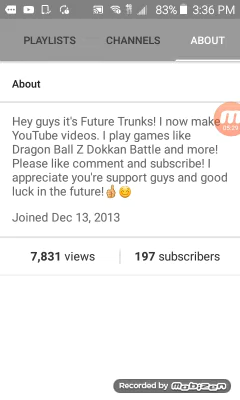 83% 3:36 PM
PLAYLISTS CHANNELS ABOUT
About
Hey guys it's Future Trunks! I now make
YouTube videos. I play games like
Dragon Ball Z Dokkan Battle and more!
Please like comment and subscribe! I
appreciate you're support guys and good
luck in the future!☝😊
Joined Dec 13, 2013
7,831 views 197 subscribers
05:29
Recorded by mobizen